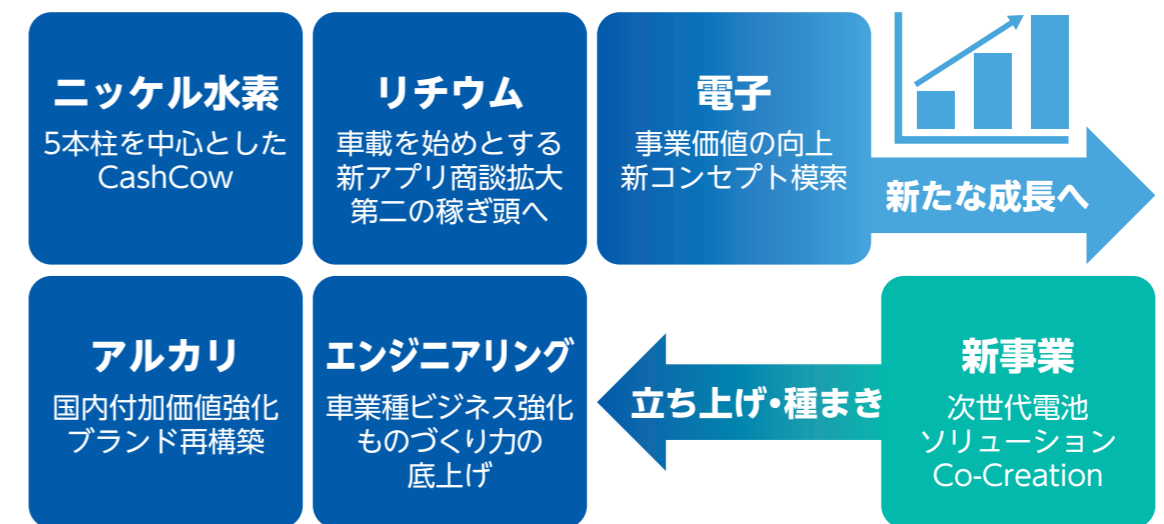 ニッケル水素
5本柱を中心とした
CashCow
リチウム
車載を始めとする
新アプリ商談拡大
第二の稼ぎ頭へ
電子
事業価値の向上
新コンセプト模索
新たな成長へ
アルカリ
国内付加価値強化
ブランド再構築
エンジニアリング
車業種ビジネス強化
ものづくり力の
底上げ
立ち上げ・種まき
新事業
次世代電池
ソリューション
Co-Creation